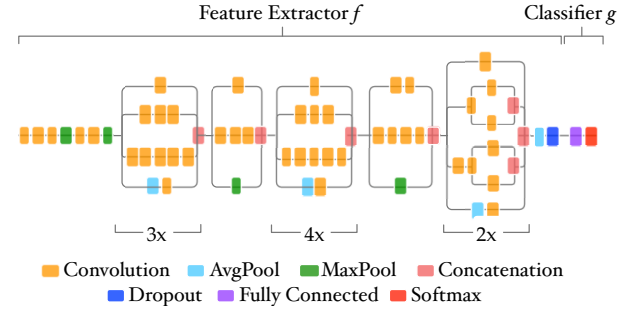 Feature Extractor f Classifier g
3x 4x 2x
Convolution AvgPool MaxPool Concatenation
Dropout Fully Connected Softmax